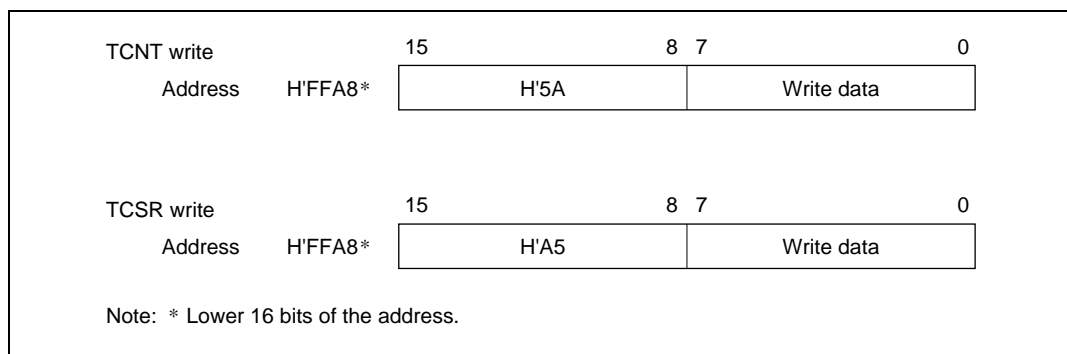 TCNT write 15 8 7 0
Address H'FFA8* H'5A Write data
TCSR write 15 8 7 0
Address H'FFA8* H'A5 Write data
Note: * Lower 16 bits of the address.